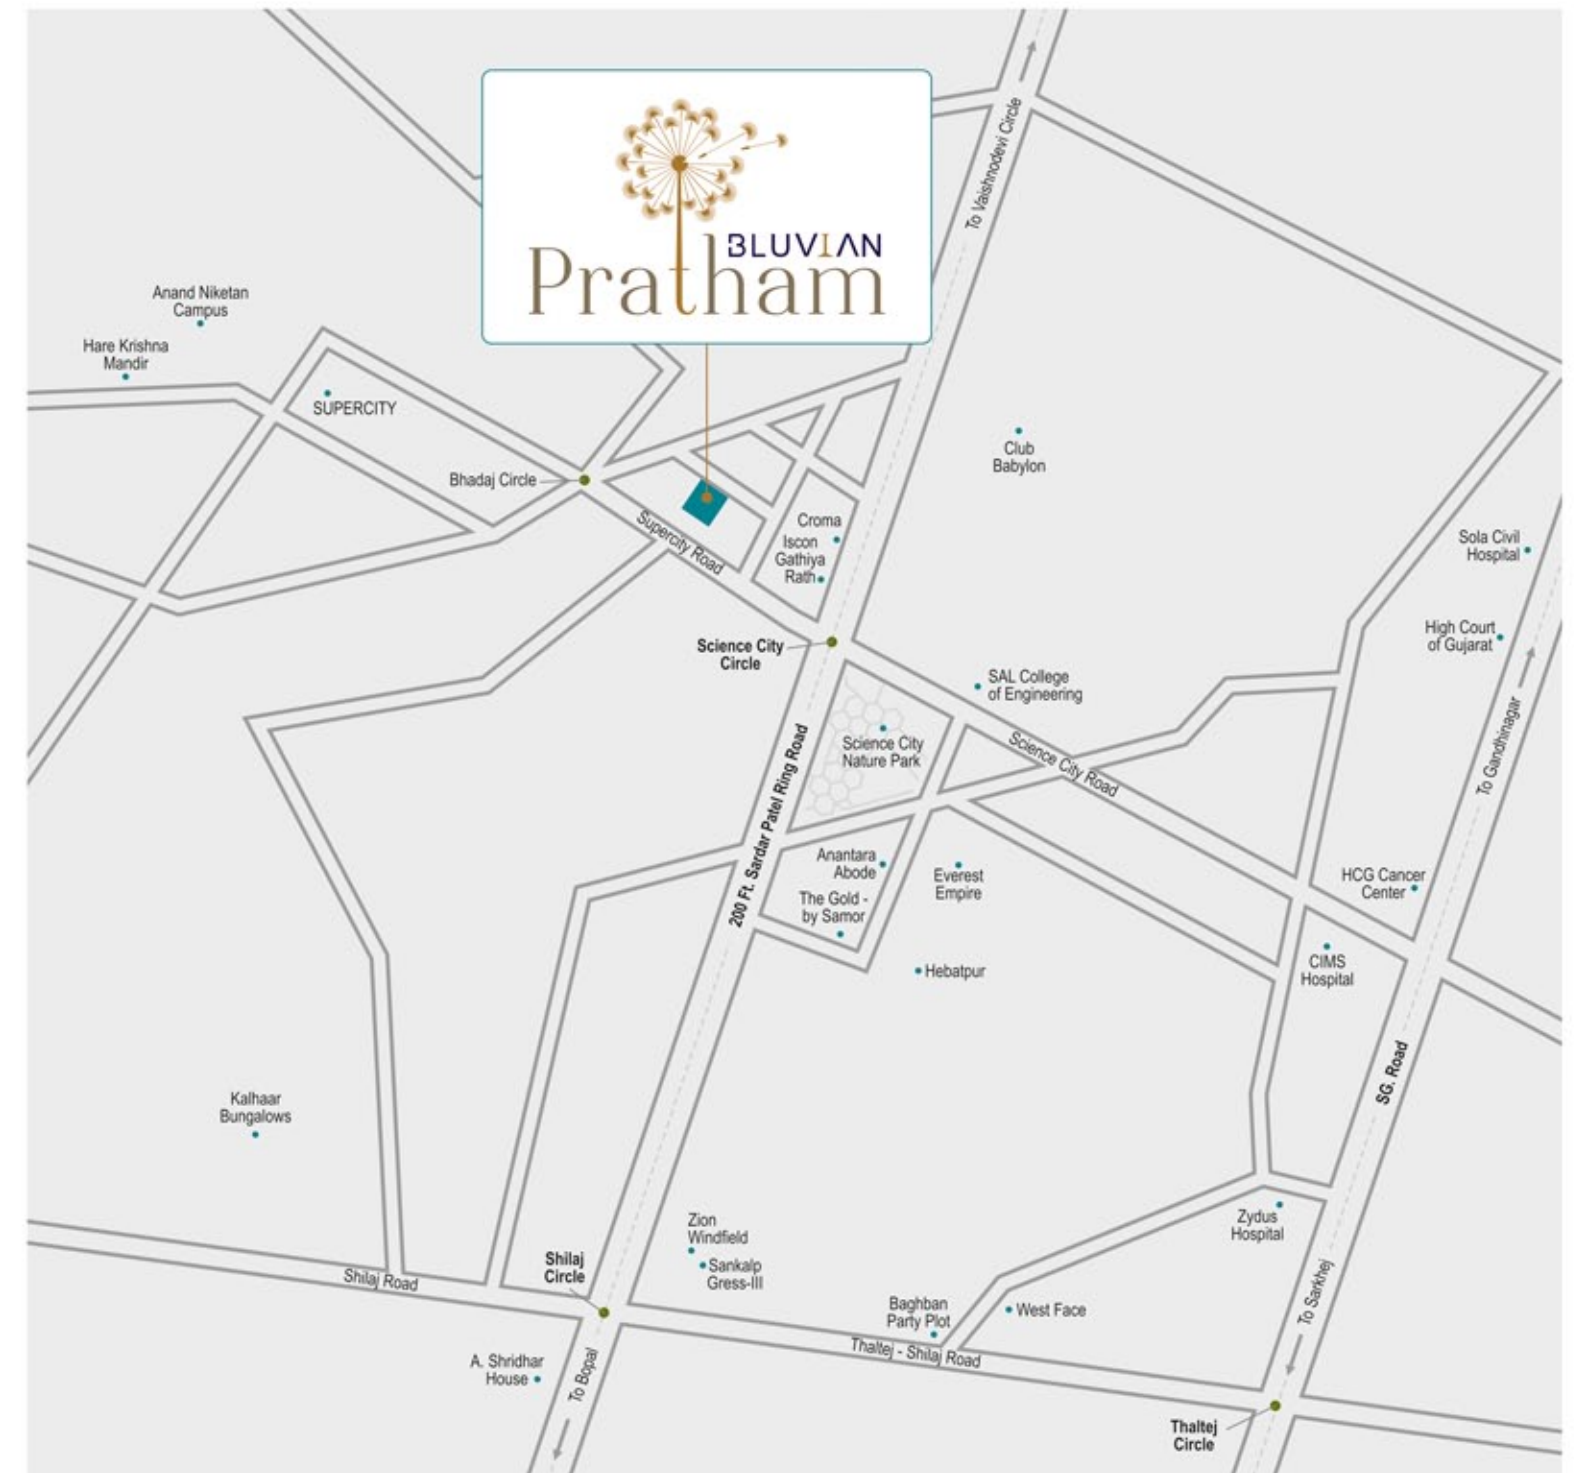 To Vaishnodevi Circle
BLUVIAN
Pratham
Anand Niketan
Campus
Hare Krishna
Mandir
SUPERCITY
Bhadaj Circle
Supercity Road
Club
Babylon
Croma
Iscon
Gathiya
Rath
Sola Civil
Hospital
High Court
of Gujarat
Science City
Circle
SAL College
of Engineering
Science City
Nature Park
Science City Road
To Gandhinagar
200 Ft. Sardar Patel Ring Road
Anantara
Abode
Everest
Empire
The Gold -
by Samor
HCG Cancer
Center
CIMS
Hospital
Hebatpur
SG. Road
Kalhaar
Bungalows
Zydus
Hospital
Zion
Windfield
Sankalp
Gress-III
Shilaj
Circle
Shilaj Road
To Sarkhej
Baghban
Party Plot
West Face
Thaltej - Shilaj Road
A. Shridhar
House
To Bopal
Thaltej
Circle